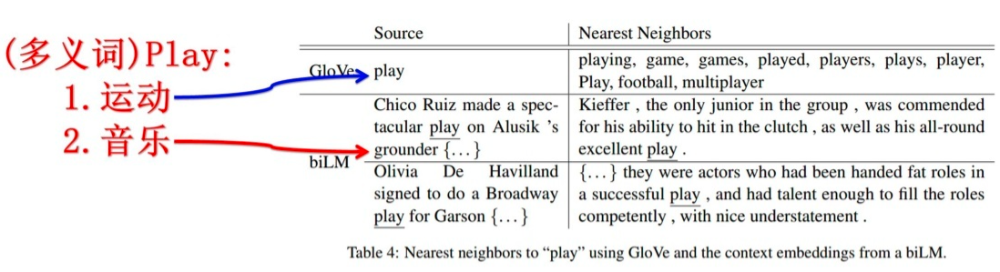 (多义词)Play:
1. 运动
2. 音乐
Source Nearest Neighbors
GloVe play playing, game, games, played, players, plays, player,
Play, football, multiplayer
biLM
Chico Ruiz made a spec-
tacular play on Alusik 's
grounder {...}
Kieffer , the only junior in the group , was commended
for his ability to hit in the clutch , as well as his all-round
excellent play .
Olivia De Havilland
signed to do a Broadway
play for Garson {...}
{...} they were actors who had been handed fat roles in
a successful play , and had talent enough to fill the roles
competently , with nice understatement .
Table 4: Nearest neighbors to “play” using GloVe and the context embeddings from a biLM.